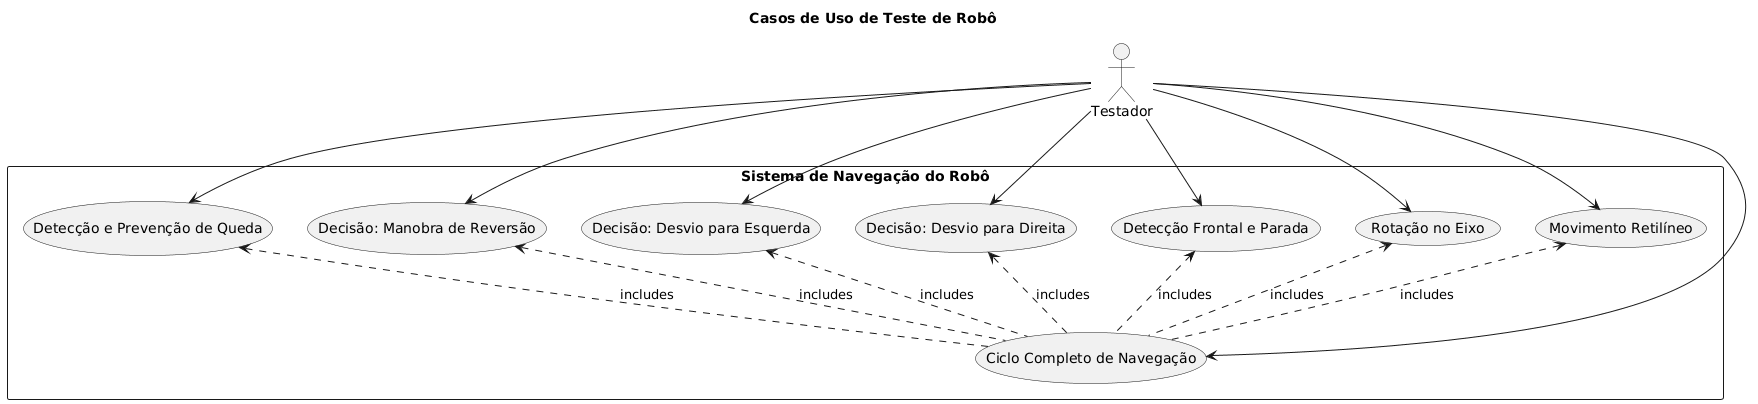 Casos de Uso de Teste de Robô
Testador
Sistema de Navegação do Robô
Detecção e Prevenção de Queda
Decisão: Manobra de Reversão
Decisão: Desvio para Esquerda
Decisão: Desvio para Direita
Detecção Frontal e Parada
Rotação no Eixo
Movimento Retilíneo
includes
includes
includes
includes
includes
includes
includes
Ciclo Completo de Navegação